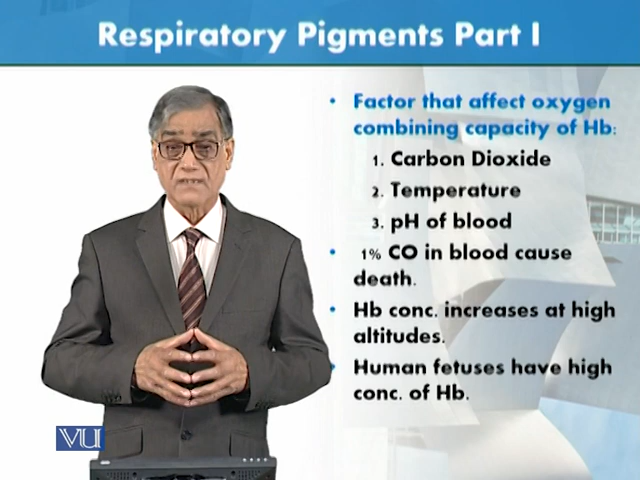 Respiratory Pigments Part I
• Factor that affect oxygen
combining capacity of Hb:
1. Carbon Dioxide
2. Temperature
3. pH of blood
• 1% CO in blood cause
death.
• Hb conc. increases at high
altitudes.
• Human fetuses have high
conc. of Hb.
VU